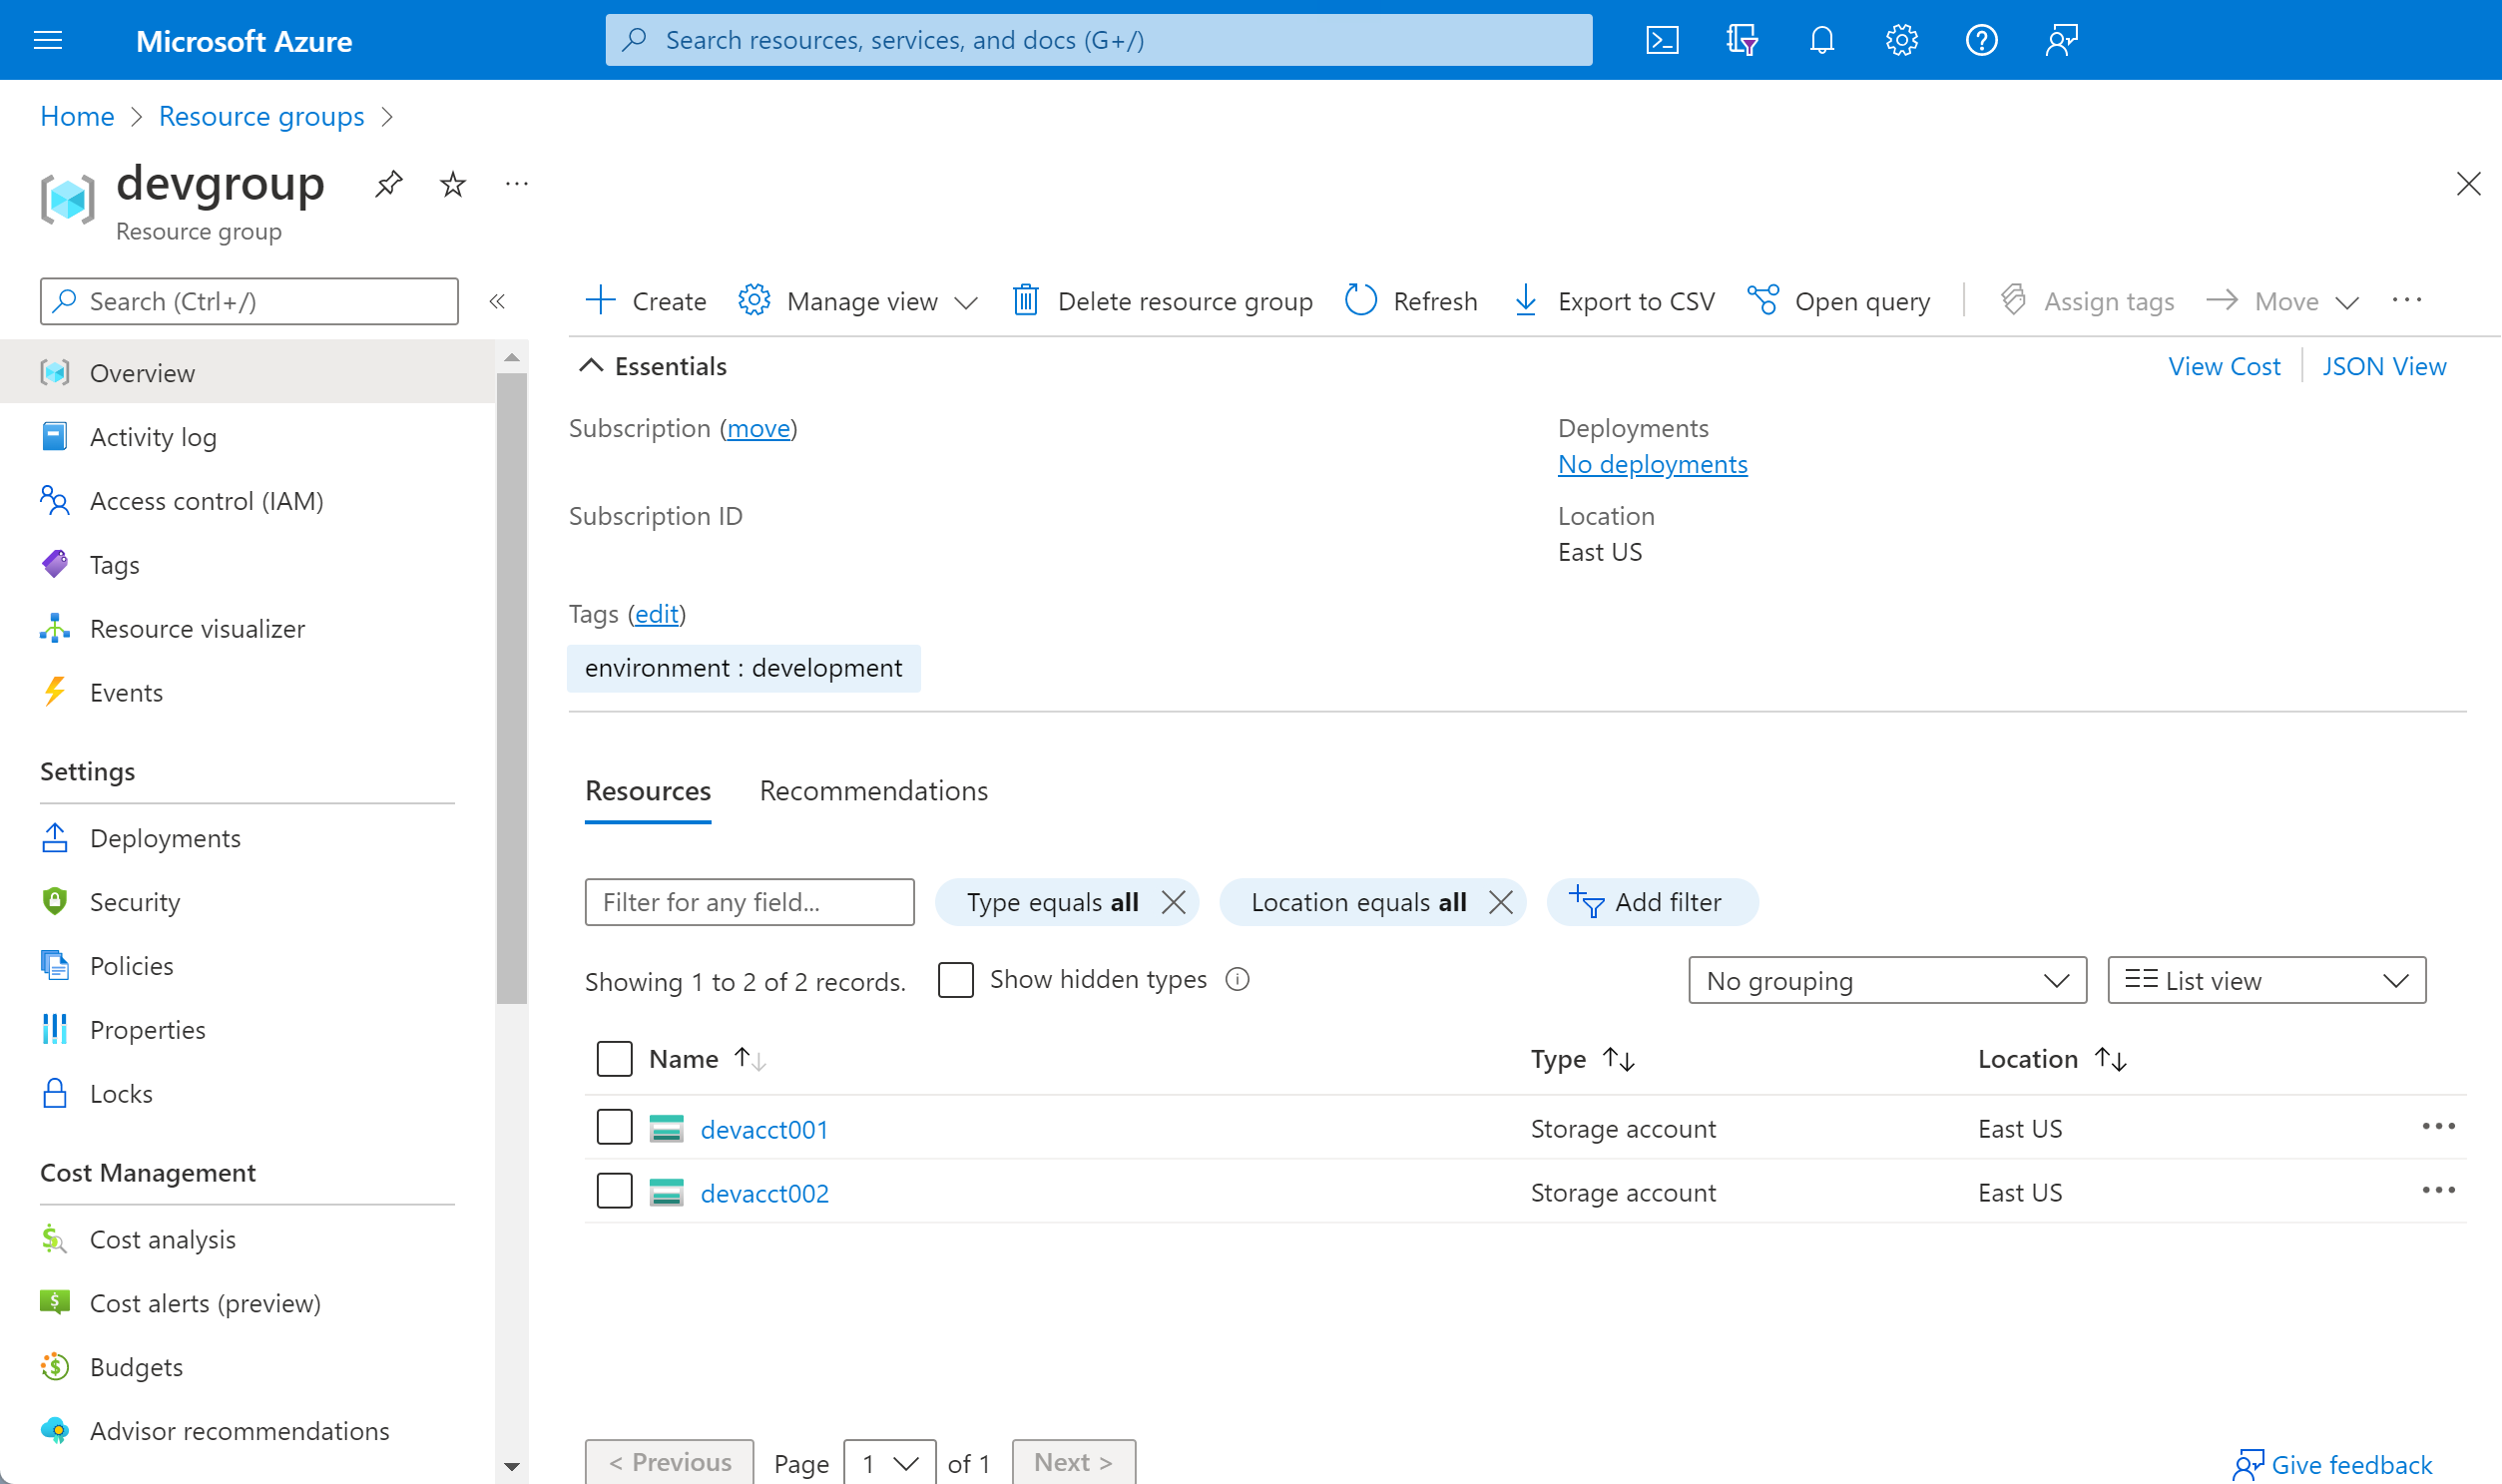 Microsoft Azure
Search resources, services, and docs (G+/)
Home > Resource groups >
devgroup
Resource group
Search (Ctrl+/)
Overview
Activity log
Access control (IAM)
Tags
Resource visualizer
Events
Settings
Deployments
Security
Policies
Properties
Locks
Cost Management
Cost analysis
Cost alerts (preview)
Budgets
Advisor recommendations
Create Manage view Delete resource group Refresh Export to CSV Open query Assign tags Move
Essentials
View Cost JSON View
Subscription (move)
Subscription ID
Deployments
No deployments
Location
East US
Tags (edit)
environment : development
Resources Recommendations
Filter for any field... Type equals all Location equals all Add filter
Showing 1 to 2 of 2 records. Show hidden types No grouping List view
Name Type Location
devacct001 Storage account East US
devacct002 Storage account East US
< Previous Page 1 of 1 Next >
Give feedback